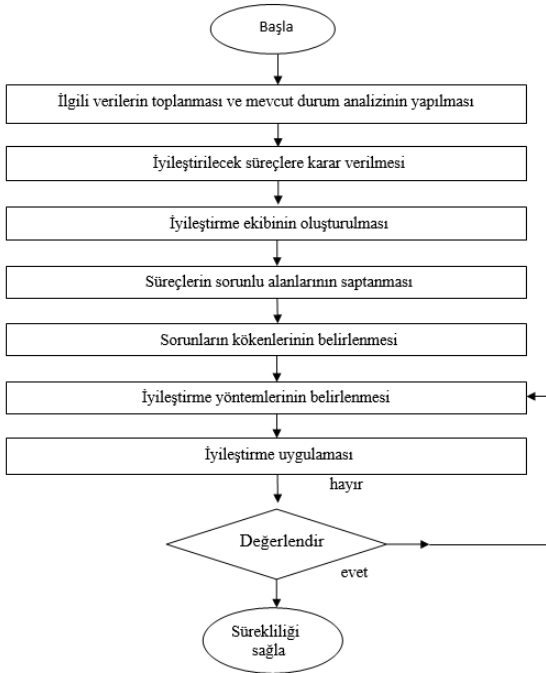 Başla
İlgili verilerin toplanması ve mevcut durum analizinin yapılması
İyileştirilecek süreçlere karar verilmesi
İyileştirme ekibinin oluşturulması
Süreçlerin sorunlu alanlarının saptanması
Sorunların kökenlerinin belirlenmesi
İyileştirme yöntemlerinin belirlenmesi
İyileştirme uygulaması
hayır
Değerlendir
evet
Sürekliliği
sağla